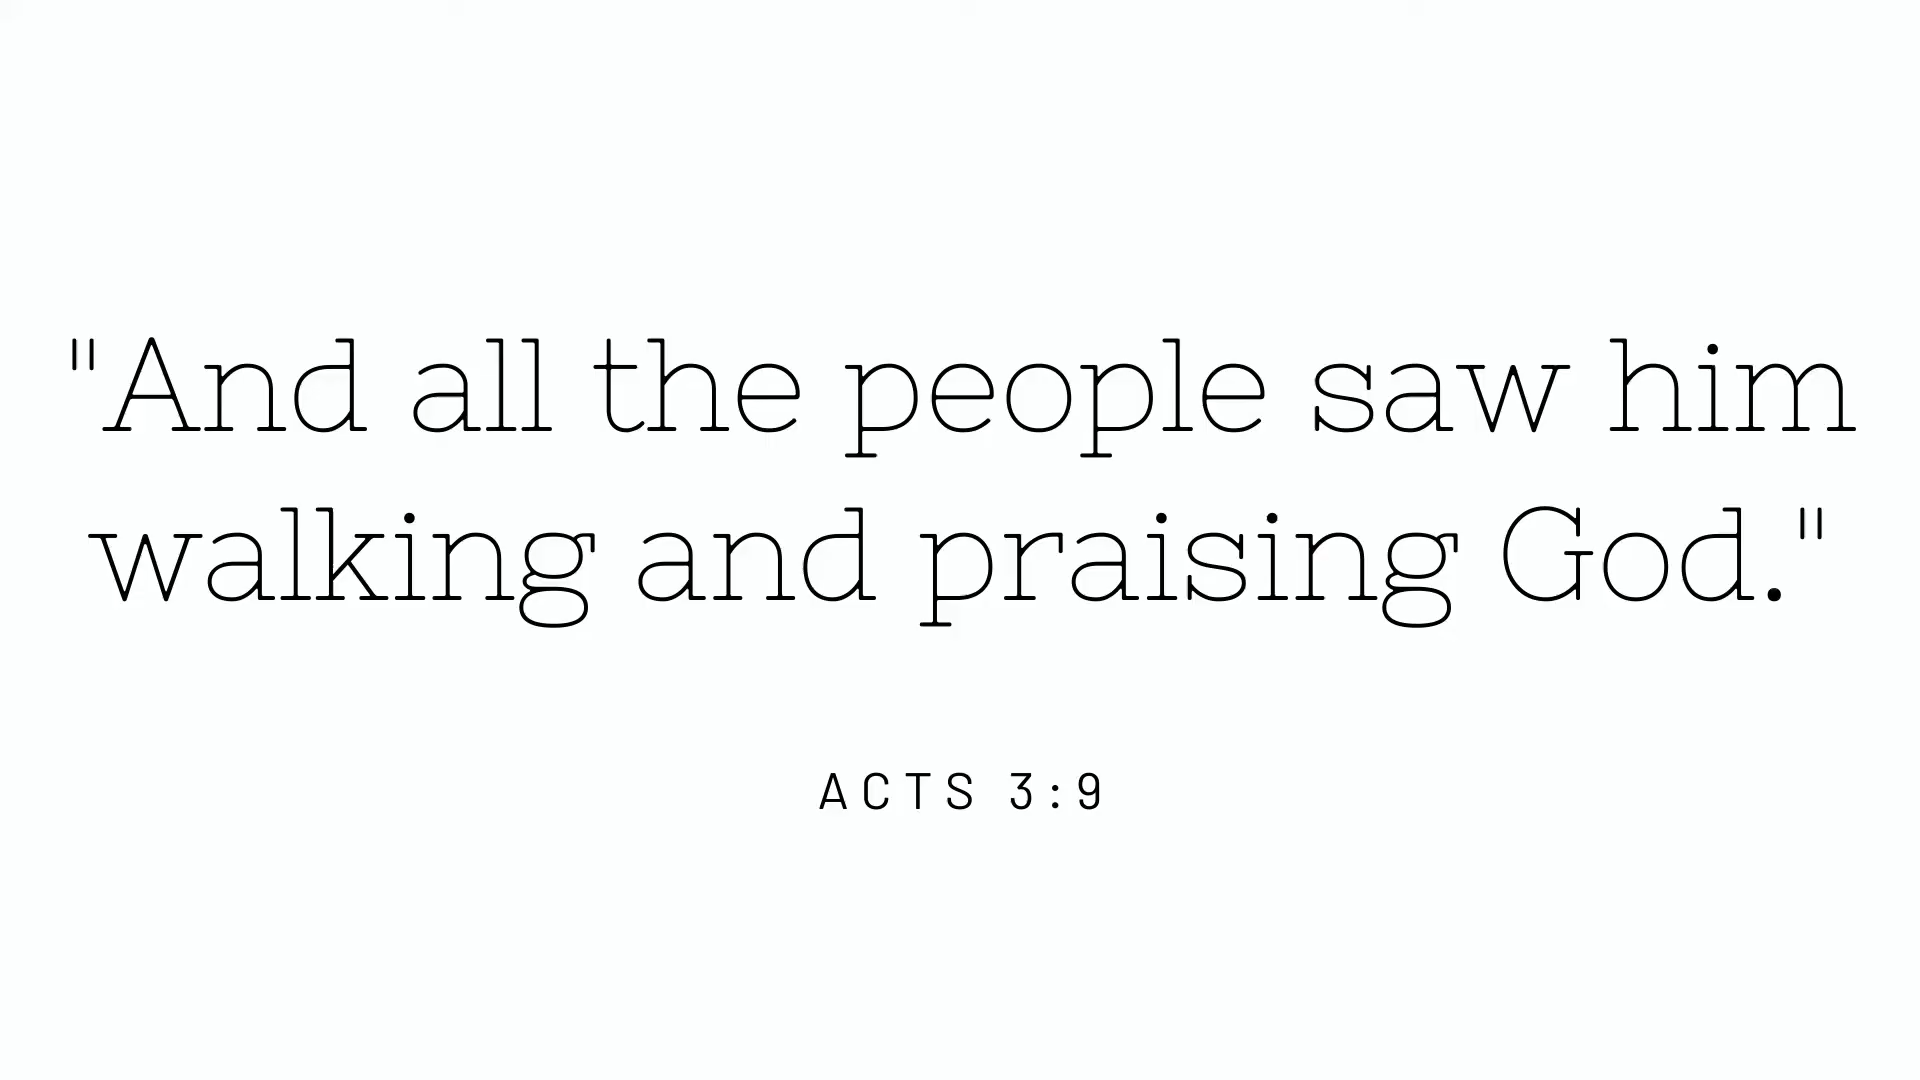 "And all the people saw him
walking and praising God."
ACTS 3:9